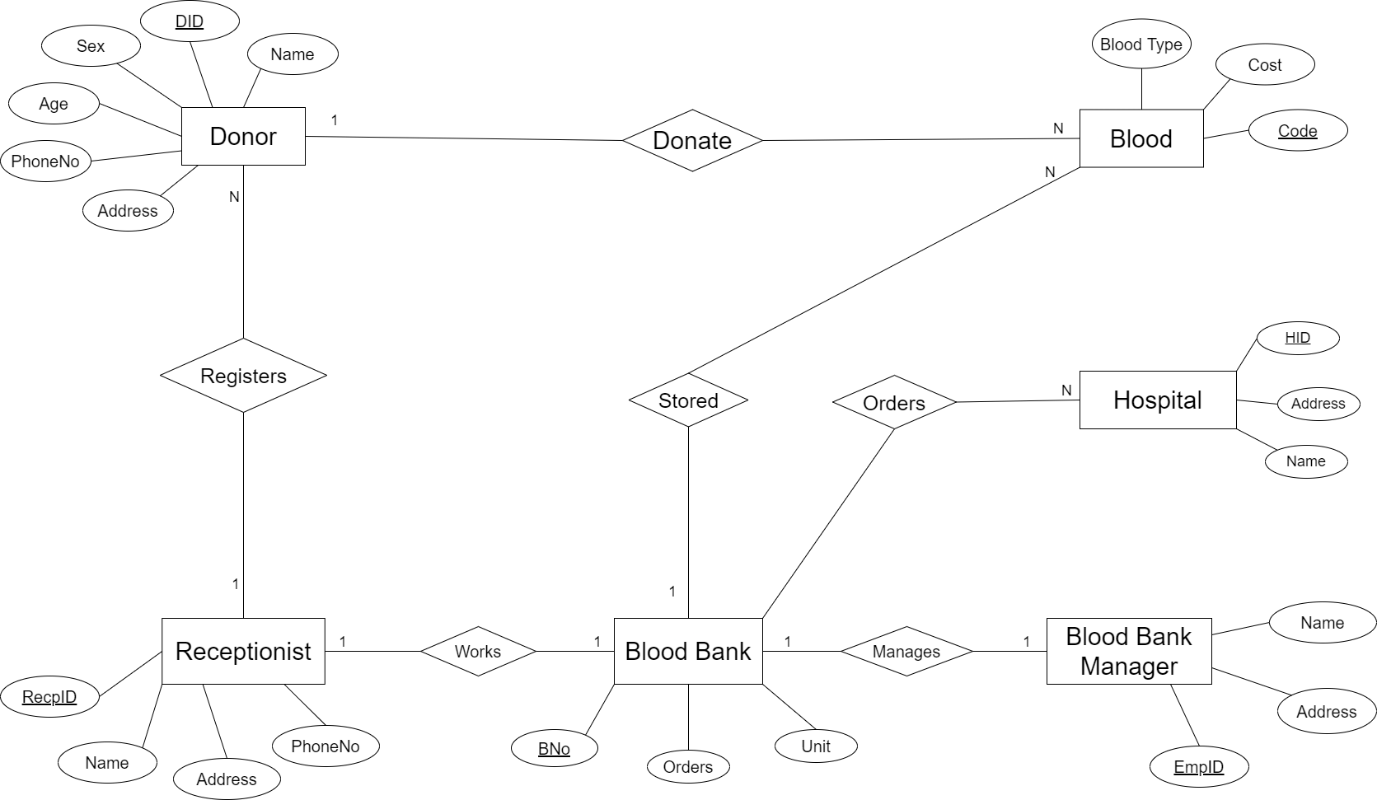 DID
Sex
Name
Age
PhoneNo
Address
Donor
1
Donate
N
Blood Type
Cost
Code
Blood
N
N
Registers
1
Stored
1
Orders
N
Hospital
HID
Address
Name
Receptionist
1
Works
1
Blood Bank
1
Manages
1
Blood Bank
Manager
Name
Address
EmpID
RecpID
Name
Address
PhoneNo
BNo
Orders
Unit